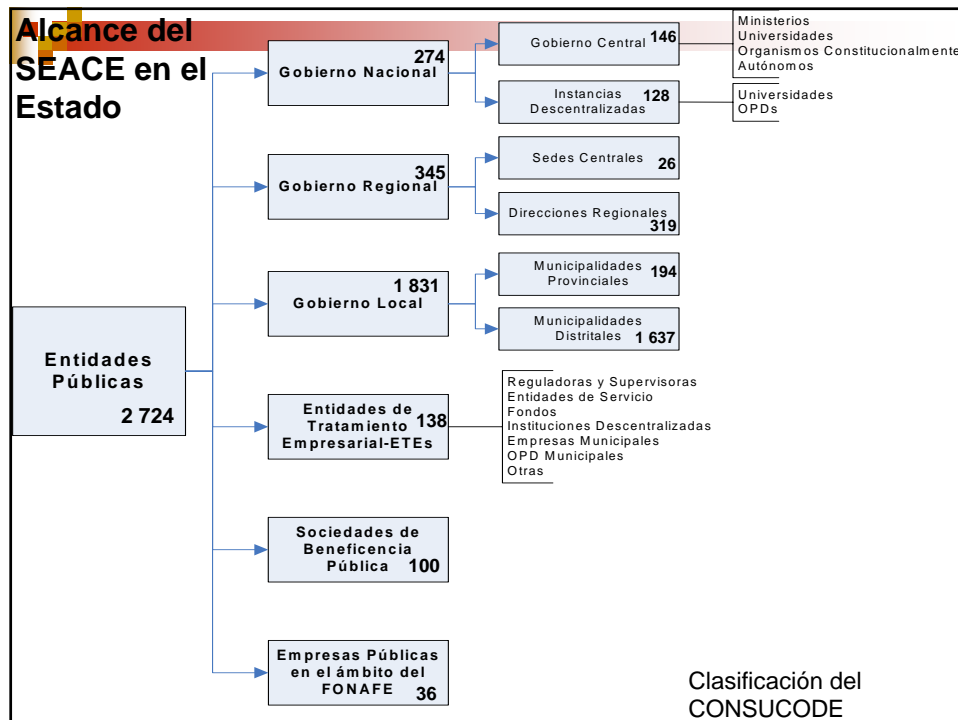 Alcance del
SEACE en el
Estado
Entidades
Públicas
2 724
274
Gobierno Nacional
Gobierno Central 146
Ministerios
Universidades
Organismos Constitucionalmente
Autónomos
Instancias 128
Descentralizadas
Universidades
OPDs
345
Gobierno Regional
Sedes Centrales
26
Direcciones Regionales
319
1 831
Gobierno Local
Municipalidades
Provinciales
194
Municipalidades
Distritales 1 637
Entidades de
Tratamiento
Empresarial-ETEs
138
Reguladoras y Supervisoras
Entidades de Servicio
Fondos
Instituciones Descentralizadas
Empresas Municipales
OPD Municipales
Otras
Sociedades de
Beneficencia
Pública 100
Empresas Públicas
en el ámbito del
FONAFE 36
Clasificación del
CONSUCODE